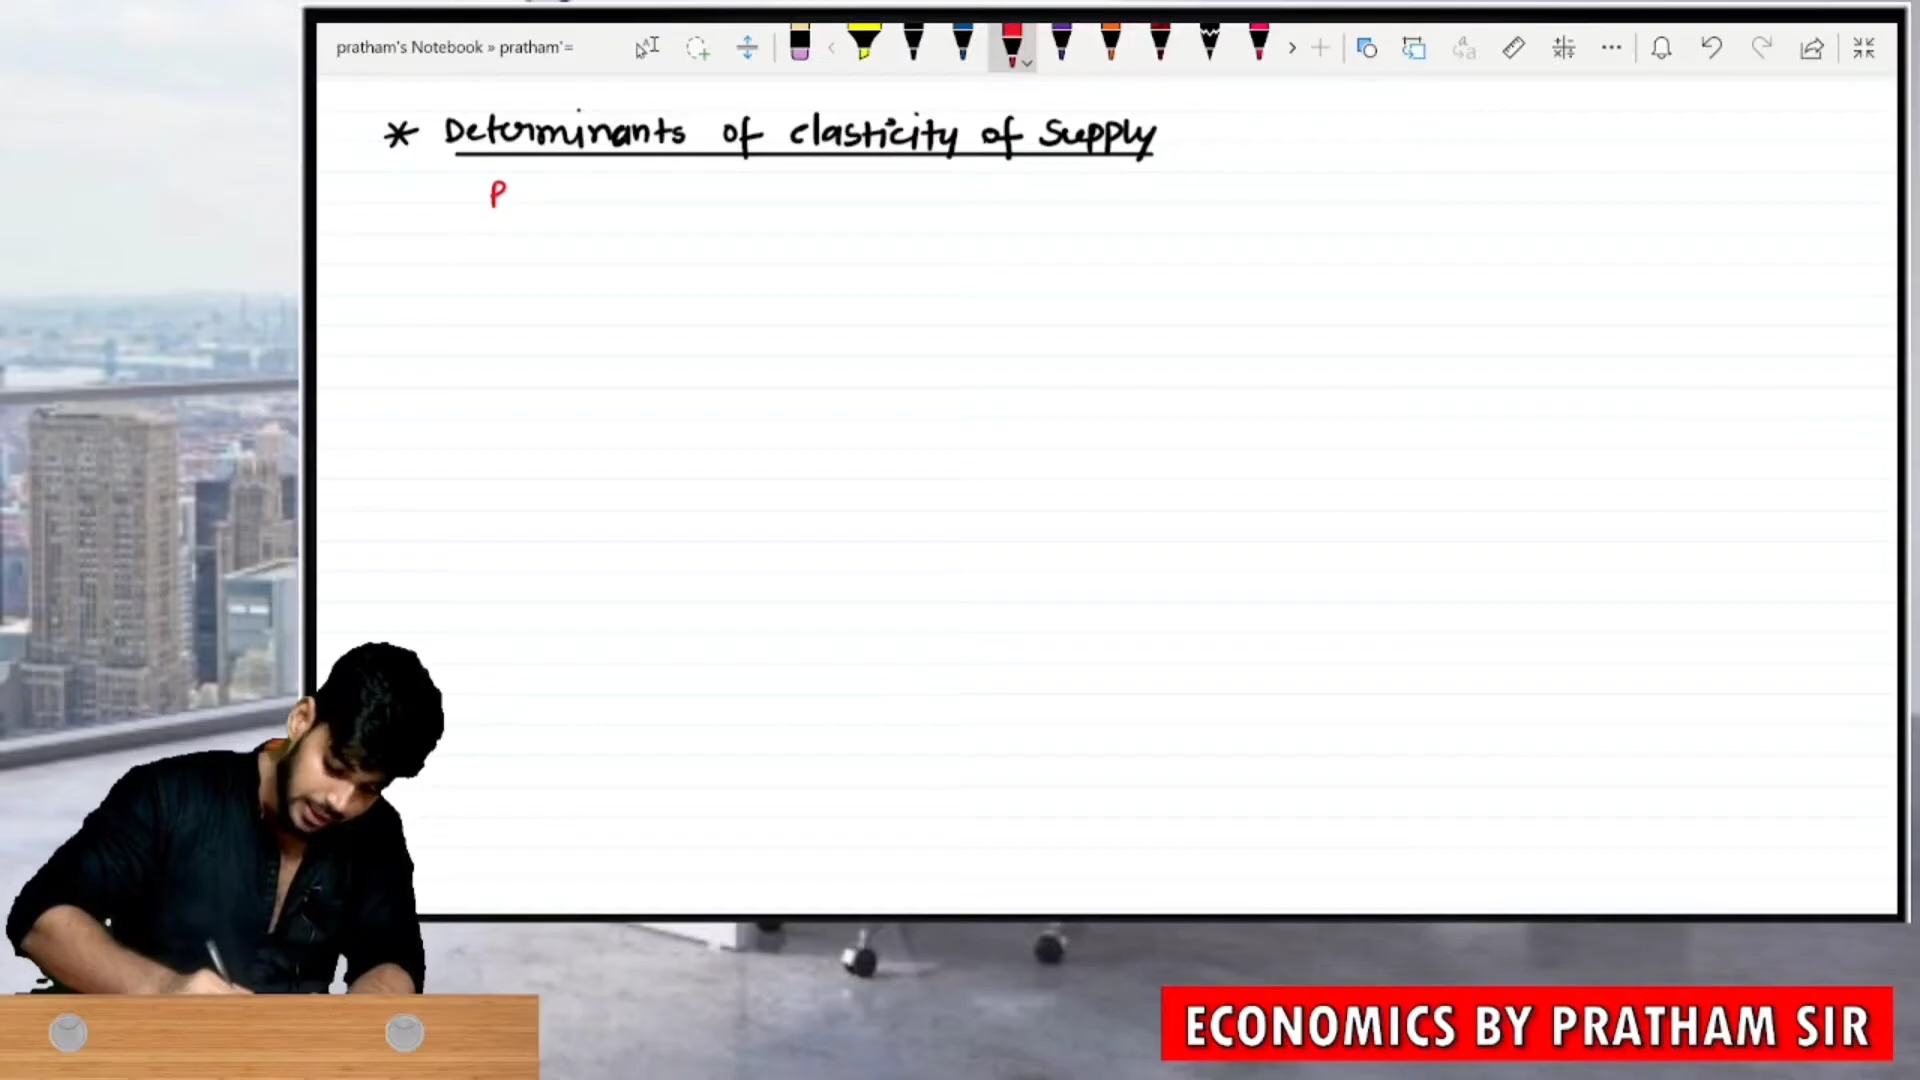 pratham's Notebook » pratham'=
* Determinants of elasticity of Supply
P
ECONOMICS BY PRATHAM SIR